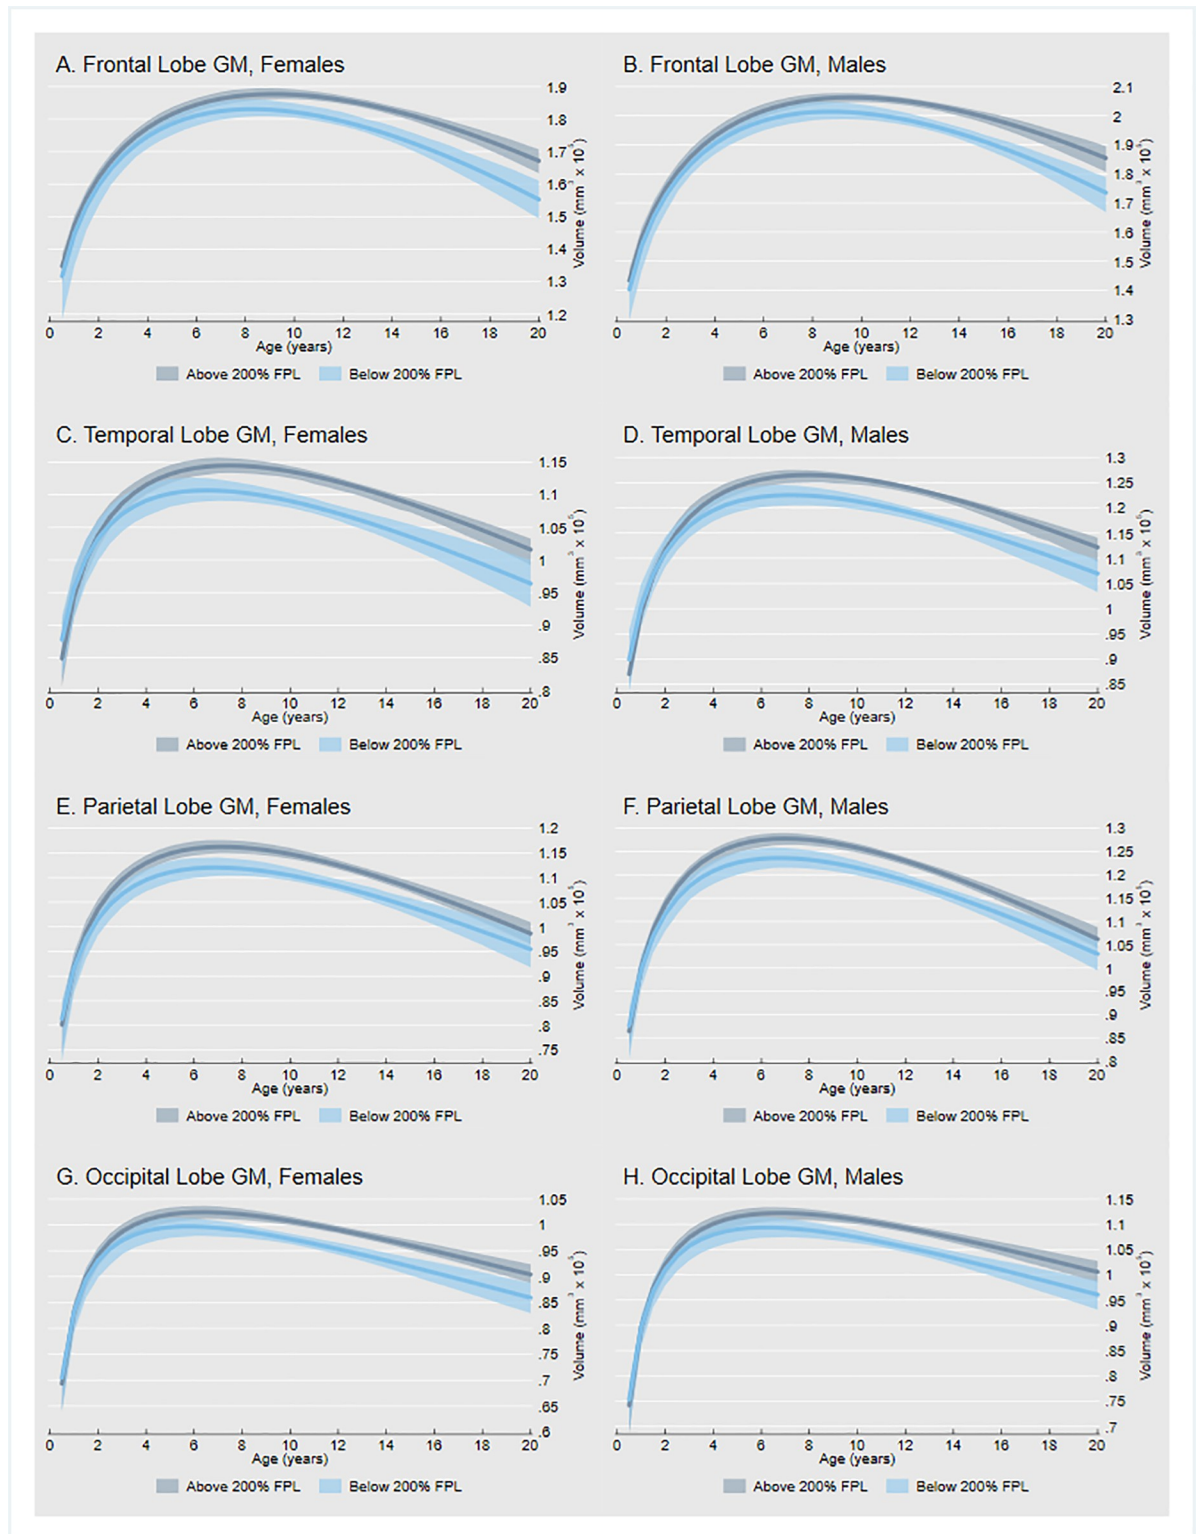 A. Frontal Lobe GM, Females
1.9
1.8
1.7
1.6
1.5
1.4
1.3
1.2
Volume (mm³ x 10⁵)
0 2 4 6 8 10 12 14 16 18 20
Age (years)
Above 200% FPL Below 200% FPL
B. Frontal Lobe GM, Males
2.1
2
1.9
1.8
1.7
1.6
1.5
1.4
1.3
Volume (mm³ x 10⁵)
0 2 4 6 8 10 12 14 16 18 20
Age (years)
Above 200% FPL Below 200% FPL
C. Temporal Lobe GM, Females
1.15
1.1
1.05
1
.95
.9
.85
.8
Volume (mm³ x 10⁵)
0 2 4 6 8 10 12 14 16 18 20
Age (years)
Above 200% FPL Below 200% FPL
D. Temporal Lobe GM, Males
1.3
1.25
1.2
1.15
1.1
1.05
1
.95
.9
.85
Volume (mm³ x 10⁵)
0 2 4 6 8 10 12 14 16 18 20
Age (years)
Above 200% FPL Below 200% FPL
E. Parietal Lobe GM, Females
1.2
1.15
1.1
1.05
1
.95
.9
.85
.8
.75
Volume (mm³ x 10⁵)
0 2 4 6 8 10 12 14 16 18 20
Age (years)
Above 200% FPL Below 200% FPL
F. Parietal Lobe GM, Males
1.3
1.25
1.2
1.15
1.1
1.05
1
.95
.9
.85
.8
Volume (mm³ x 10⁵)
0 2 4 6 8 10 12 14 16 18 20
Age (years)
Above 200% FPL Below 200% FPL
G. Occipital Lobe GM, Females
1.05
1
.95
.9
.85
.8
.75
.7
.65
.6
Volume (mm³ x 10⁵)
0 2 4 6 8 10 12 14 16 18 20
Age (years)
Above 200% FPL Below 200% FPL
H. Occipital Lobe GM, Males
1.15
1.1
1.05
1
.95
.9
.85
.8
.75
.7
Volume (mm³ x 10⁵)
0 2 4 6 8 10 12 14 16 18 20
Age (years)
Above 200% FPL Below 200% FPL